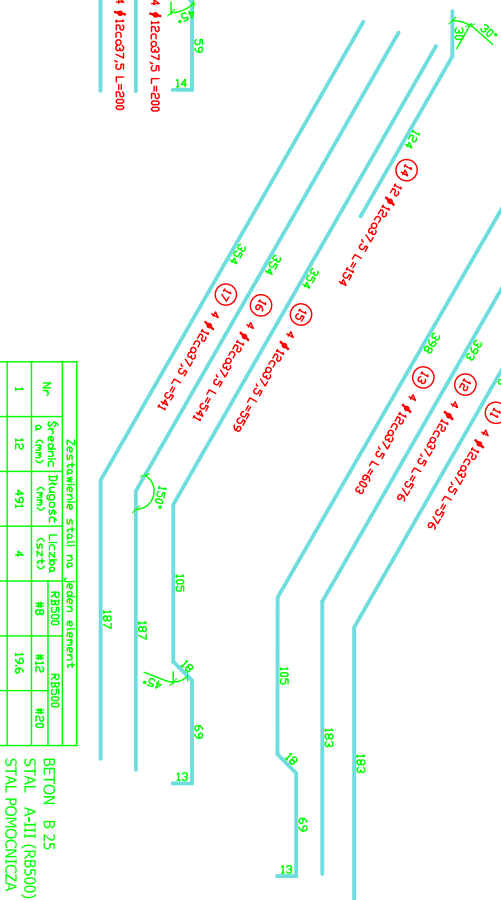 4 ϕ12co37,5 L=200
4 ϕ12co37,5 L=200
45°
59
14
30°
30
124
14 12ϕ12co37,5 L=154
354
354
354
17 4 ϕ12co37,5 L=541
16 4 ϕ12co37,5 L=541
15 4 ϕ12co37,5 L=559
398
393
13 4 ϕ12co37,5 L=603
12 4 ϕ12co37,5 L=576
11 4 ϕ12co37,5 L=576
150°
187
187
105
18
45°
69
13
105
18
69
13
183
183
Zestawienie stali na jeden element
Nr Średnic Długość Liczba RB500 RB500
a (mm) (mm) (szt) #8 #12 #20
1 12 491 4 19.6
BETON B 25
STAL A-III (RB500)
STAL POMOCNICZA